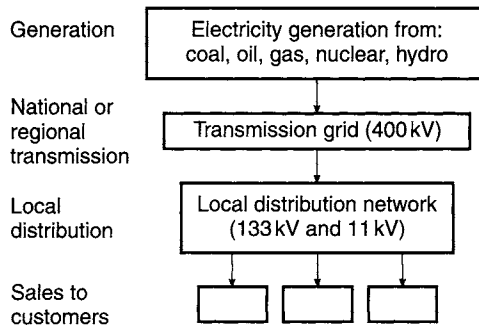 Generation
Electricity generation from:
coal, oil, gas, nuclear, hydro
National or
regional
transmission
Transmission grid (400 kV)
Local
distribution
Local distribution network
(133 kV and 11 kV)
Sales to
customers